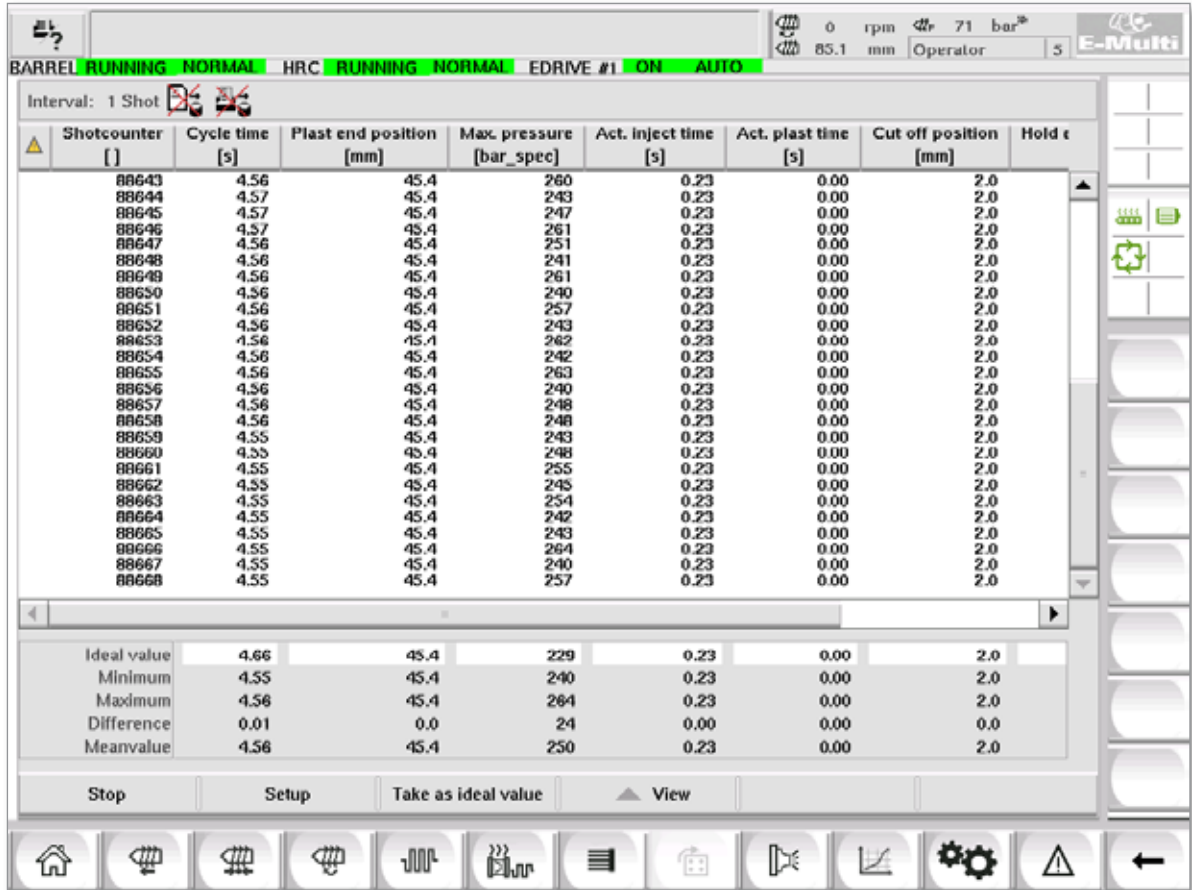 0 rpm 71 bar
85.1 mm Operator 5
E-Multi
BARREL RUNNING NORMAL HRC RUNNING NORMAL EDRIVE #1 ON AUTO
Interval: 1 Shot
Shotcounter Cycle time Plast end position Max. pressure Act. inject time Act. plast time Cut off position Hold
[ ] [s] [mm] [bar_spec] [s] [s] [mm]
88643 4.56 45.4 260 0.23 0.00 2.0
88644 4.57 45.4 243 0.23 0.00 2.0
88645 4.57 45.4 247 0.23 0.00 2.0
88646 4.57 45.4 261 0.23 0.00 2.0
88647 4.56 45.4 251 0.23 0.00 2.0
88648 4.56 45.4 241 0.23 0.00 2.0
88649 4.56 45.4 261 0.23 0.00 2.0
88650 4.56 45.4 240 0.23 0.00 2.0
88651 4.56 45.4 257 0.23 0.00 2.0
88652 4.56 45.4 243 0.23 0.00 2.0
88653 4.56 45.4 262 0.23 0.00 2.0
88654 4.56 45.4 242 0.23 0.00 2.0
88655 4.56 45.4 263 0.23 0.00 2.0
88656 4.56 45.4 240 0.23 0.00 2.0
88657 4.56 45.4 248 0.23 0.00 2.0
88658 4.56 45.4 248 0.23 0.00 2.0
88659 4.55 45.4 243 0.23 0.00 2.0
88660 4.55 45.4 248 0.23 0.00 2.0
88661 4.55 45.4 255 0.23 0.00 2.0
88662 4.55 45.4 245 0.23 0.00 2.0
88663 4.55 45.4 254 0.23 0.00 2.0
88664 4.55 45.4 242 0.23 0.00 2.0
88665 4.55 45.4 243 0.23 0.00 2.0
88666 4.55 45.4 264 0.23 0.00 2.0
88667 4.55 45.4 240 0.23 0.00 2.0
88668 4.55 45.4 257 0.23 0.00 2.0
Ideal value 4.66 45.4 229 0.23 0.00 2.0
Minimum 4.55 45.4 240 0.23 0.00 2.0
Maximum 4.56 45.4 264 0.23 0.00 2.0
Difference 0.01 0.0 24 0.00 0.00 0.0
Meanvalue 4.56 45.4 250 0.23 0.00 2.0
Stop Setup Take as ideal value View